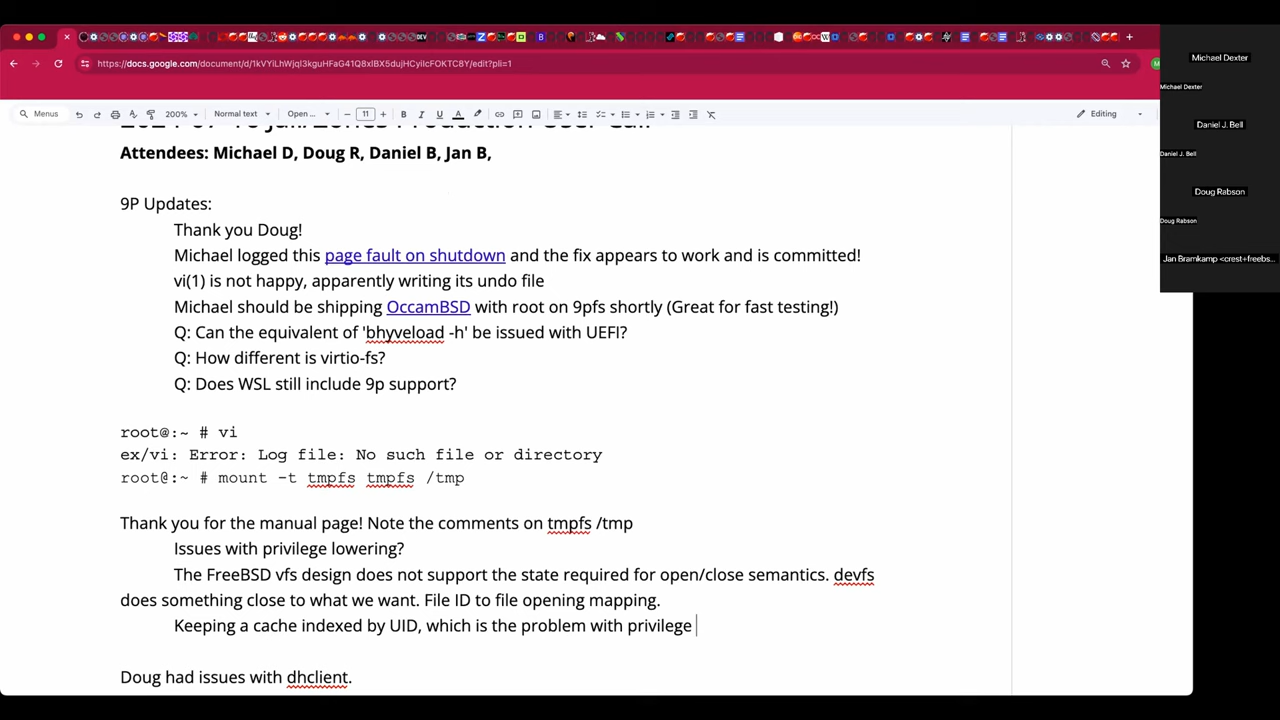 https://docs.google.com/document/d/1kVYiLhWjqI3kguHFaG41Q8xIBX5dujHCyilcFOKTC8Y/edit?pli=1
Menus
200%
Normal text
Open ...
11
Editing
Jail/Zones Production User Call
Attendees: Michael D, Doug R, Daniel B, Jan B,
9P Updates:
Thank you Doug!
Michael logged this page fault on shutdown and the fix appears to work and is committed!
vi(1) is not happy, apparently writing its undo file
Michael should be shipping OccamBSD with root on 9pfs shortly (Great for fast testing!)
Q: Can the equivalent of 'bhyveload -h' be issued with UEFI?
Q: How different is virtio-fs?
Q: Does WSL still include 9p support?
root@:~ # vi
ex/vi: Error: Log file: No such file or directory
root@:~ # mount -t tmpfs tmpfs /tmp
Thank you for the manual page! Note the comments on tmpfs /tmp
Issues with privilege lowering?
The FreeBSD vfs design does not support the state required for open/close semantics. devfs
does something close to what we want. File ID to file opening mapping.
Keeping a cache indexed by UID, which is the problem with privilege
Doug had issues with dhclient.
Michael Dexter
Michael Dexter
Daniel J. Bell
Daniel J. Bell
Doug Rabson
Doug Rabson
Jan Bramkamp <crest+freebs...